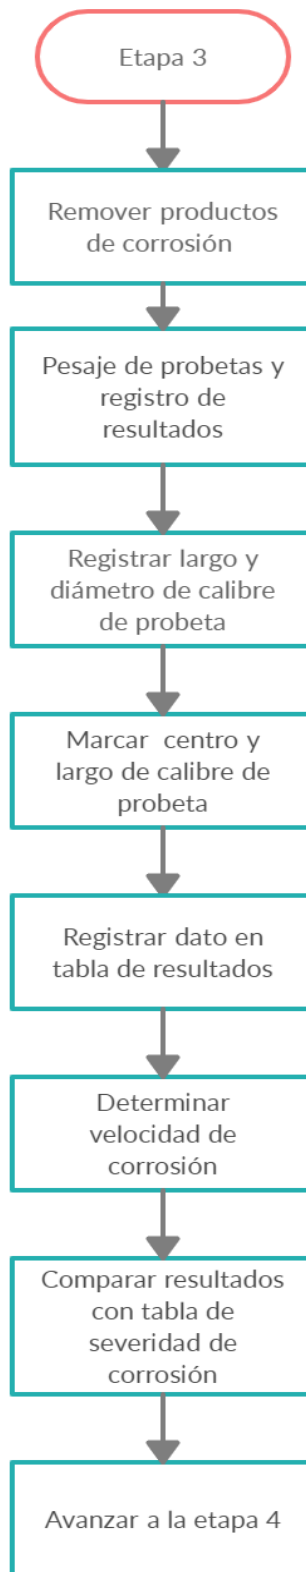 Etapa 3
Remover productos
de corrosión
Pesaje de probetas y
registro de
resultados
Registrar largo y
diámetro de calibre
de probeta
Marcar centro y
largo de calibre de
probeta
Registrar dato en
tabla de resultados
Determinar
velocidad de
corrosión
Comparar resultados
con tabla de
severidad de
corrosión
Avanzar a la etapa 4